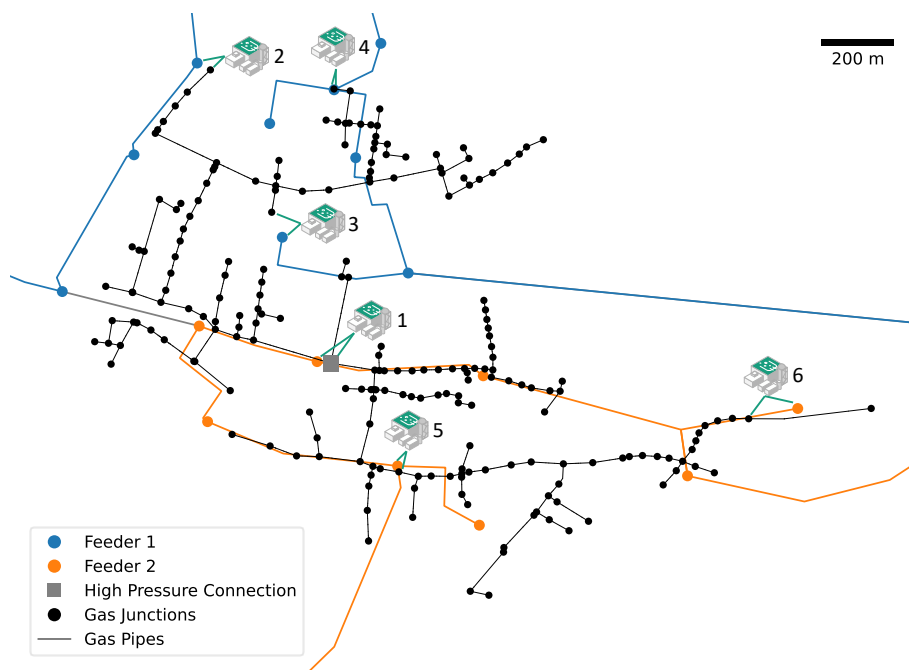 2
4
200 m
3
1
6
5
Feeder 1
Feeder 2
High Pressure Connection
Gas Junctions
Gas Pipes